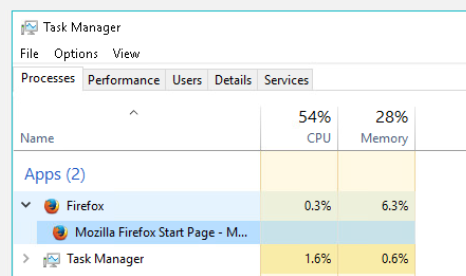 Task Manager
File Options View
Processes Performance Users Details Services
54% 28%
Name CPU Memory
Apps (2)
Firefox 0.3% 6.3%
Mozilla Firefox Start Page - M...
Task Manager 1.6% 0.6%